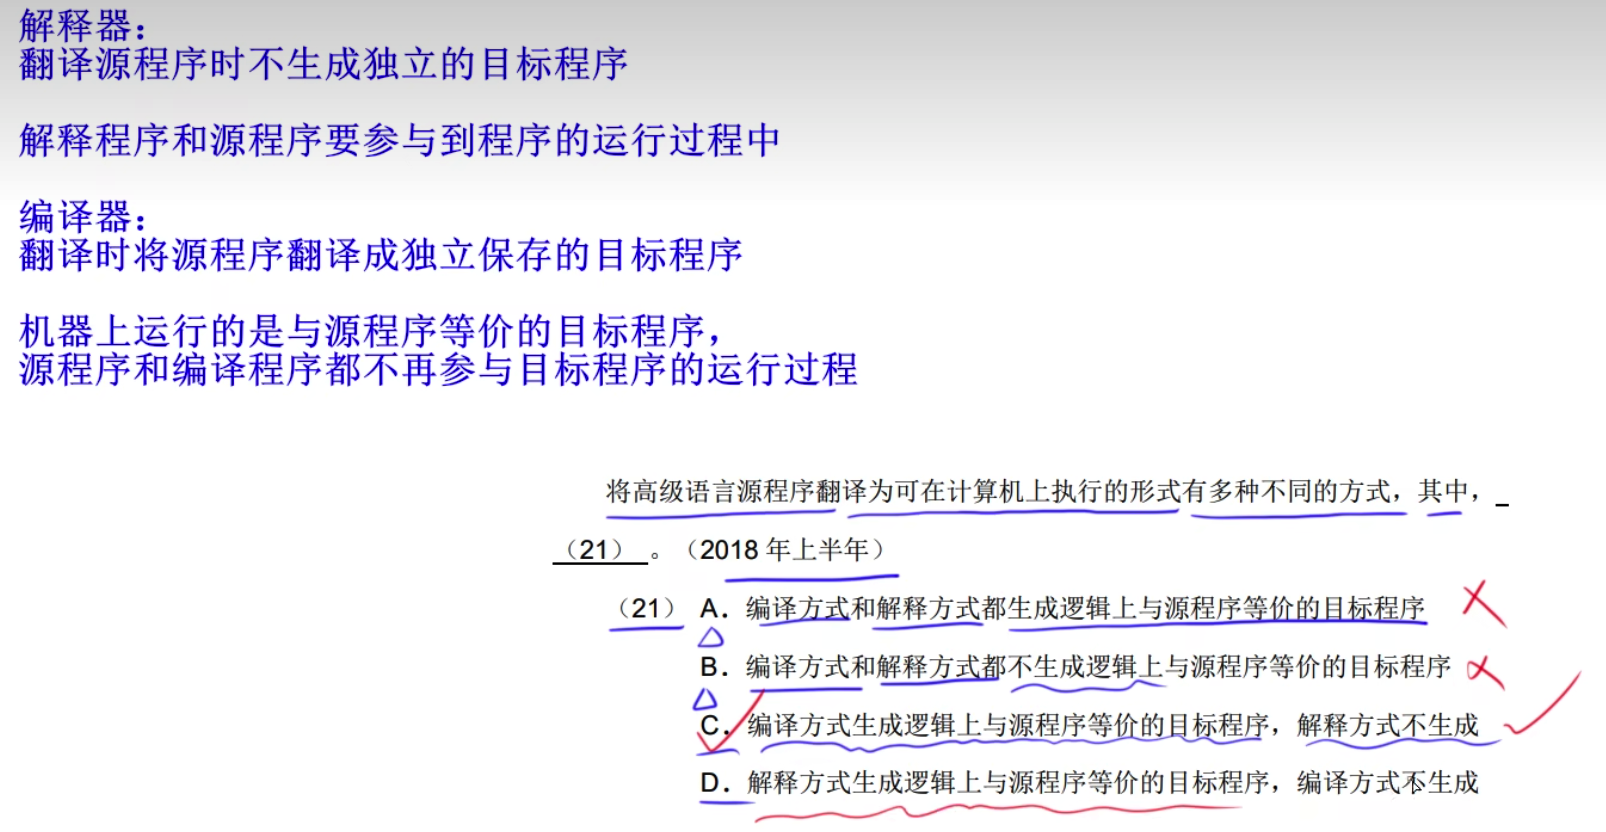 解释器：
翻译源程序时不生成独立的目标程序
解释程序和源程序要参与到程序的运行过程中
编译器：
翻译时将源程序翻译成独立保存的目标程序
机器上运行的是与源程序等价的目标程序，
源程序和编译程序都不再参与目标程序的运行过程
将高级语言源程序翻译为可在计算机上执行的形式有多种不同的方式，其中，
（21）。（2018 年上半年）
（21） A．编译方式和解释方式都生成逻辑上与源程序等价的目标程序
B．编译方式和解释方式都不生成逻辑上与源程序等价的目标程序
C．编译方式生成逻辑上与源程序等价的目标程序，解释方式不生成
D．解释方式生成逻辑上与源程序等价的目标程序，编译方式不生成